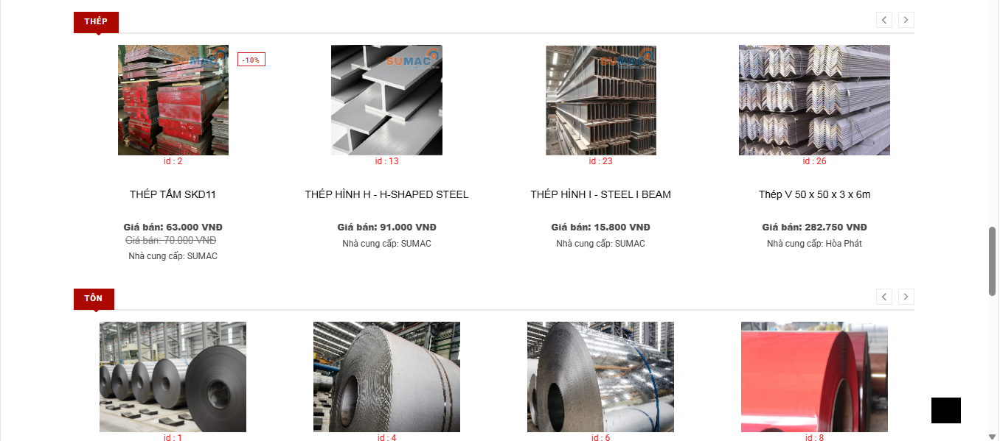 THÉP
SUMAC
-10%
SUMAC
SUMAC
id : 2
id : 13
id : 23
id : 26
THÉP TẤM SKD11
THÉP HÌNH H - H-SHAPED STEEL
THÉP HÌNH I - STEEL I BEAM
Thép V 50 x 50 x 3 x 6m
Giá bán: 63.000 VNĐ
Giá bán: 91.000 VNĐ
Giá bán: 15.800 VNĐ
Giá bán: 282.750 VNĐ
Giá bán: 70.000 VNĐ
Nhà cung cấp: SUMAC
Nhà cung cấp: SUMAC
Nhà cung cấp: Hòa Phát
Nhà cung cấp: SUMAC
TÔN
id : 1
id : 4
id : 6
id : 8